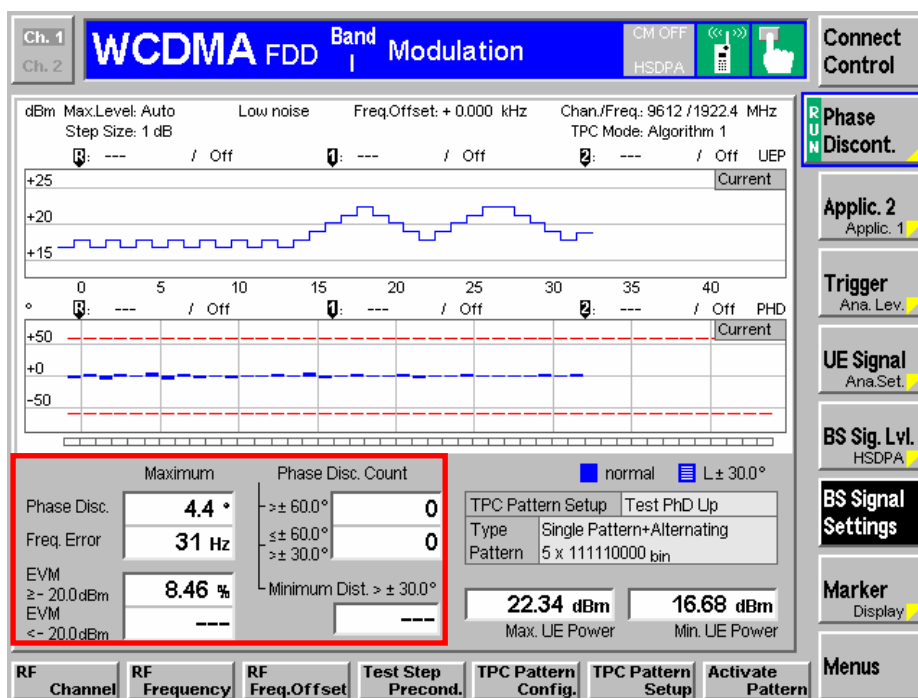 Ch. 1
Ch. 2
WCDMA FDD Band I Modulation
CM OFF
HSDPA
Connect Control
dBm Max.Level: Auto Low noise Freq.Offset: + 0.000 kHz Chan./Freq.: 9612 / 1922.4 MHz
Step Size: 1 dB TPC Mode: Algorithm 1
R: --- / Off 1: --- / Off 2: --- / Off UEP
Current
+25
+20
+15
0 5 10 15 20 25 30 35 40
° R: --- / Off 1: --- / Off 2: --- / Off PHD
Current
+50
+0
-50
Maximum
Phase Disc. 4.4 °
Freq. Error 31 Hz
EVM
≥- 20.0dBm 8.46 %
EVM
<- 20.0dBm ---
Phase Disc. Count
>± 60.0° 0
≤± 60.0°
>± 30.0° 0
Minimum Dist. > ± 30.0°
---
normal L± 30.0°
TPC Pattern Setup Test PhD Up
Type Single Pattern+Alternating
Pattern 5 x 111110000 bin
22.34 dBm 16.68 dBm
Max. UE Power Min. UE Power
RUN
Phase Discont.
Applic. 2
Applic. 1
Trigger
Ana. Lev.
UE Signal
Ana.Set.
BS Sig. Lvl.
HSDPA
BS Signal Settings
Marker
Display
Menus
RF Channel
RF Frequency
RF Freq.Offset
Test Step Precond.
TPC Pattern Config.
TPC Pattern Setup
Activate Pattern